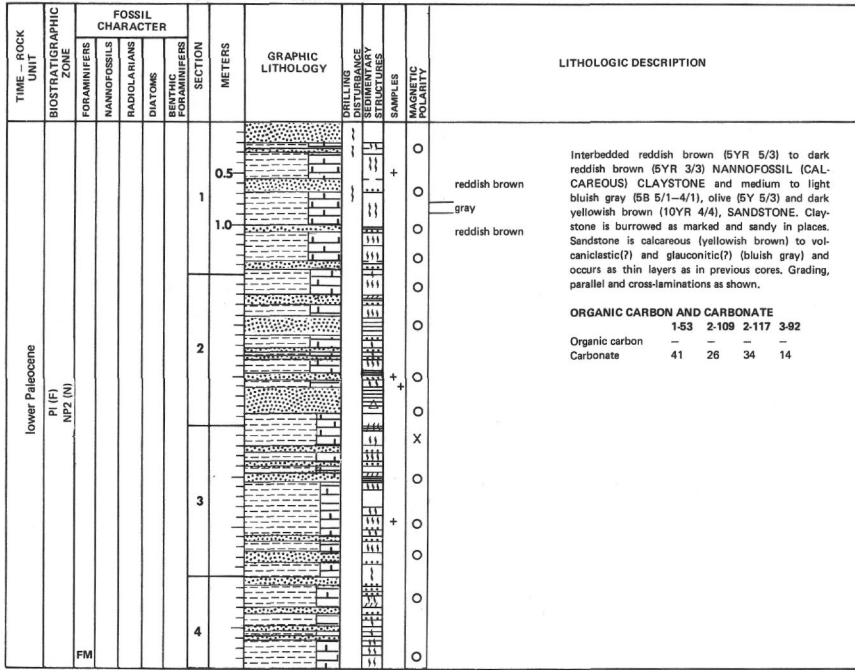 TIME – ROCK
UNIT
BIOSTRATIGRAPHIC
ZONE
FOSSIL
CHARACTER
FORAMINIFERS
NANNOFOSSILS
RADIOLARIANS
DIATOMS
BENTHIC
FORAMINIFERS
SECTION
METERS
GRAPHIC
LITHOLOGY
DRILLING
DISTURBANCE
SEDIMENTARY
STRUCTURES
SAMPLES
MAGNETIC
POLARITY
LITHOLOGIC DESCRIPTION
lower Paleocene
PI (F)
NP2 (N)
FM
1
0.5
1.0
2
3
4
reddish brown
gray
reddish brown
Interbedded reddish brown (5YR 5/3) to dark
reddish brown (5YR 3/3) NANNOFOSSIL (CAL-
CAREOUS) CLAYSTONE and medium to light
bluish gray (5B 5/1–4/1), olive (5Y 5/3) and dark
yellowish brown (10YR 4/4), SANDSTONE. Clay-
stone is burrowed as marked and sandy in places.
Sandstone is calcareous (yellowish brown) to vol-
caniclastic(?) and glauconitic(?) (bluish gray) and
occurs as thin layers as in previous cores. Grading,
parallel and cross-laminations as shown.
ORGANIC CARBON AND CARBONATE
1-53 2-109 2-117 3-92
Organic carbon – – – –
Carbonate 41 26 34 14